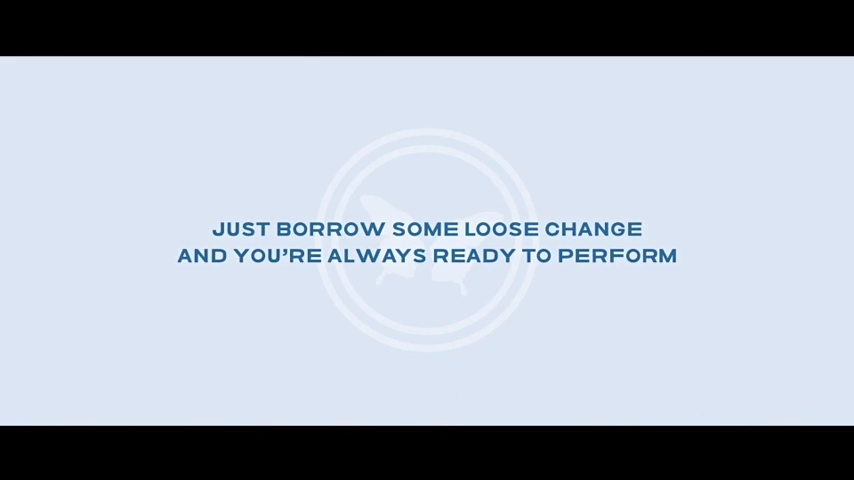 JUST BORROW SOME LOOSE CHANGE
AND YOU'RE ALWAYS READY TO PERFORM